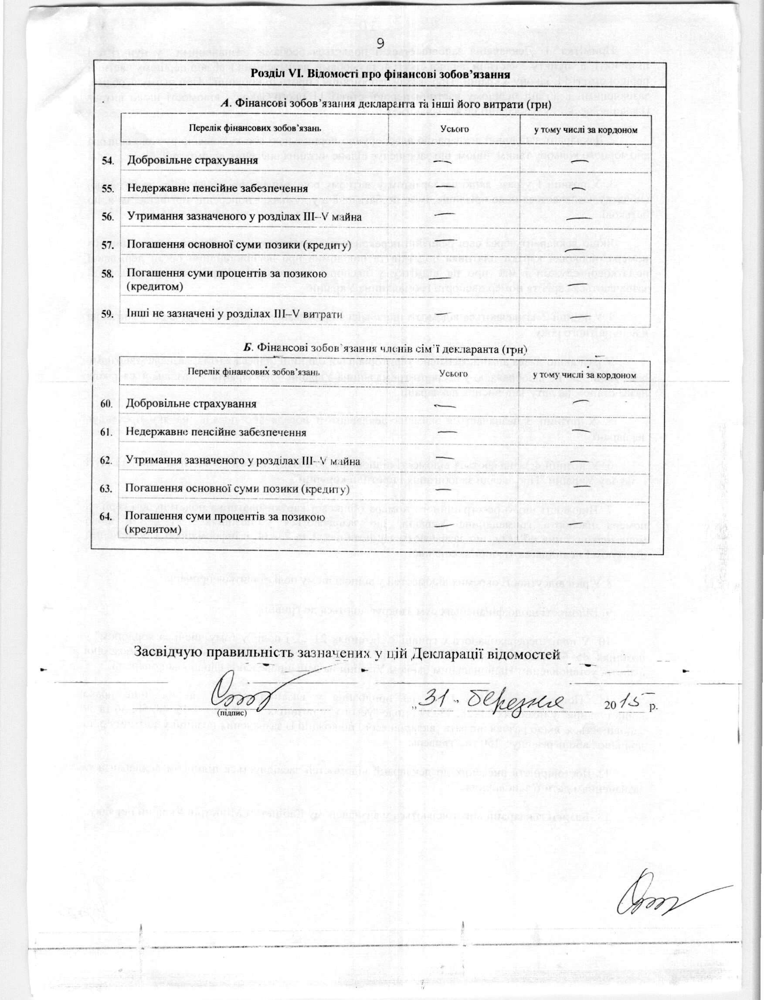 9
Розділ VI. Відомості про фінансові зобов’язання
А. Фінансові зобов’язання декларанта та інші його витрати (грн)
Перелік фінансових зобов’язань Усього у тому числі за кордоном
54. Добровільне страхування — —
55. Недержавне пенсійне забезпечення — —
56. Утримання зазначеного у розділах III–V майна — —
57. Погашення основної суми позики (кредиту) — —
58. Погашення суми процентів за позикою
(кредитом) — —
59. Інші не зазначені у розділах III–V витрати — —
Б. Фінансові зобов’язання членів сім’ї декларанта (грн)
Перелік фінансових зобов’язань Усього у тому числі за кордоном
60. Добровільне страхування — —
61. Недержавне пенсійне забезпечення — —
62. Утримання зазначеного у розділах III–V майна — —
63. Погашення основної суми позики (кредиту) — —
64. Погашення суми процентів за позикою
(кредитом) — —
Засвідчую правильність зазначених у цій Декларації відомостей
„31” березня 2015 р.
(підпис)